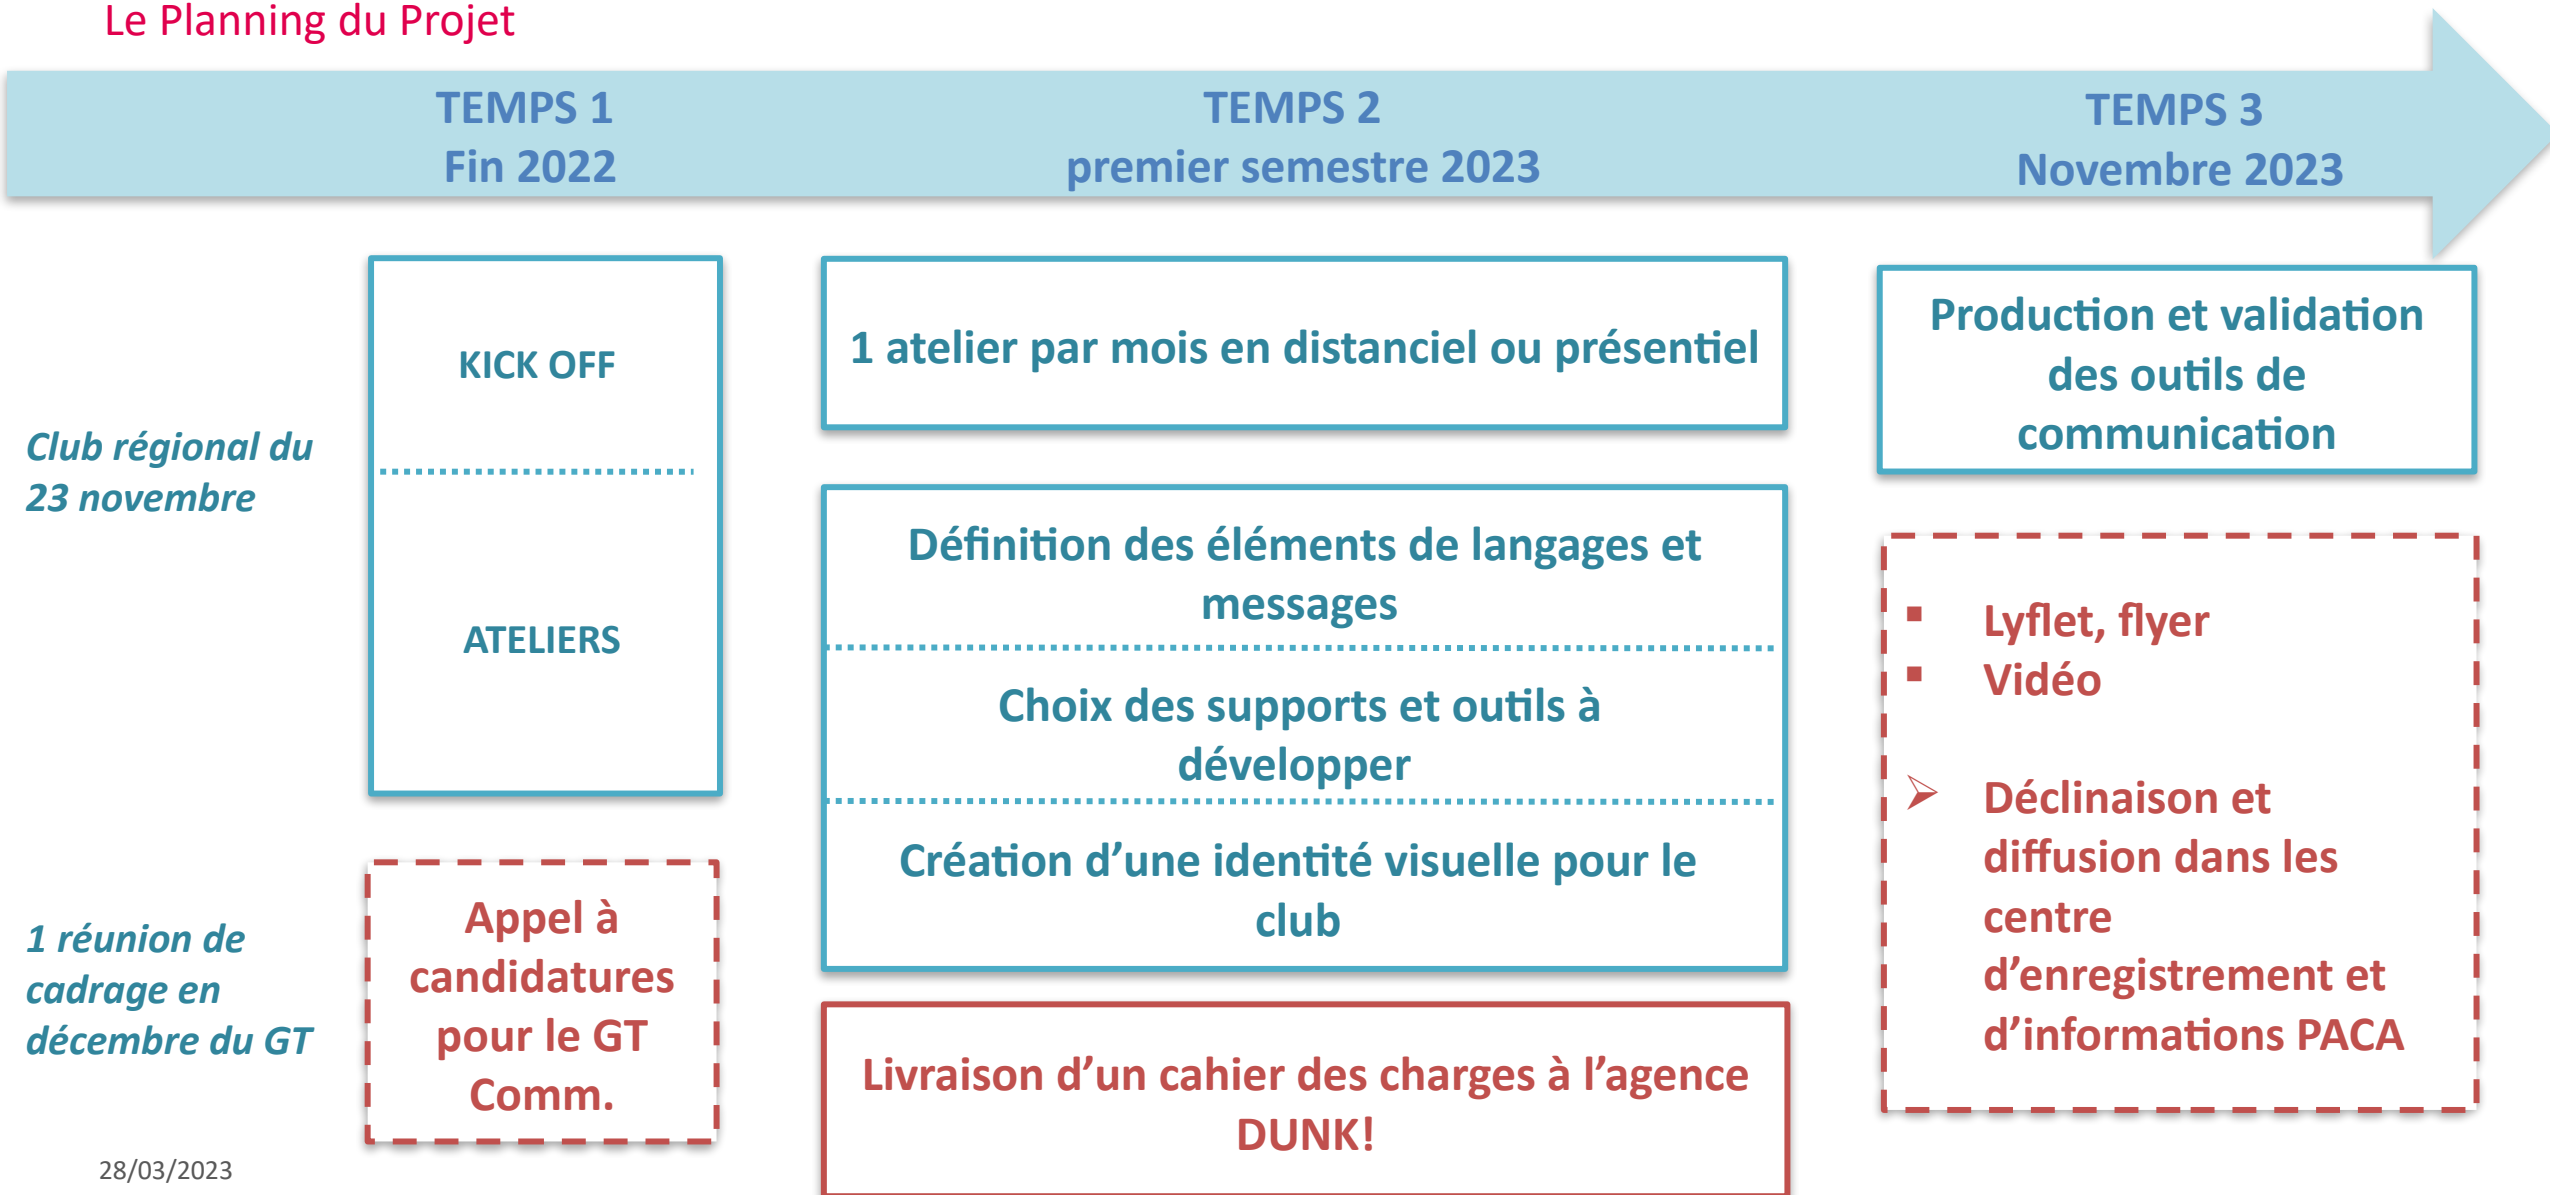 Le Planning du Projet
TEMPS 1
Fin 2022
TEMPS 2
premier semestre 2023
TEMPS 3
Novembre 2023
Club régional du
23 novembre
1 réunion de
cadrage en
décembre du GT
KICK OFF
ATELIERS
Appel à
candidatures
pour le GT
Comm.
1 atelier par mois en distanciel ou présentiel
Définition des éléments de langages et
messages
Choix des supports et outils à
développer
Création d’une identité visuelle pour le
club
Livraison d’un cahier des charges à l’agence
DUNK!
Production et validation
des outils de
communication
▪ Lyflet, flyer
▪ Vidéo
➢ Déclinaison et
diffusion dans les
centre
d’enregistrement et
d’informations PACA
28/03/2023